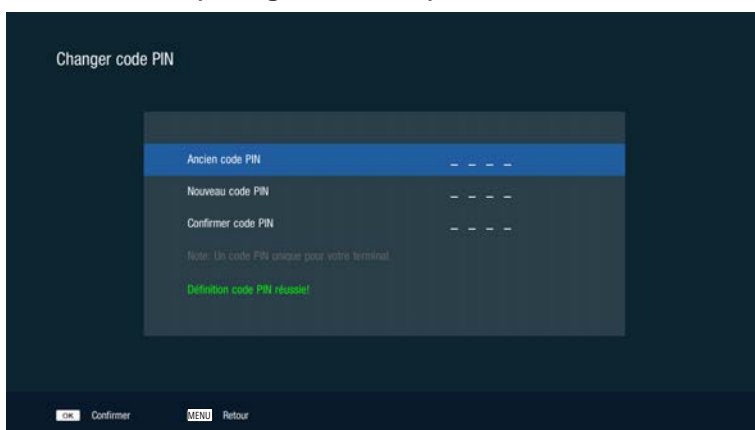 Changer code PIN
Ancien code PIN _ _ _ _
Nouveau code PIN _ _ _ _
Confirmer code PIN _ _ _ _
Note: Un code PIN unique pour votre terminal.
Définition code PIN réussie!
OK Confirmer MENU Retour